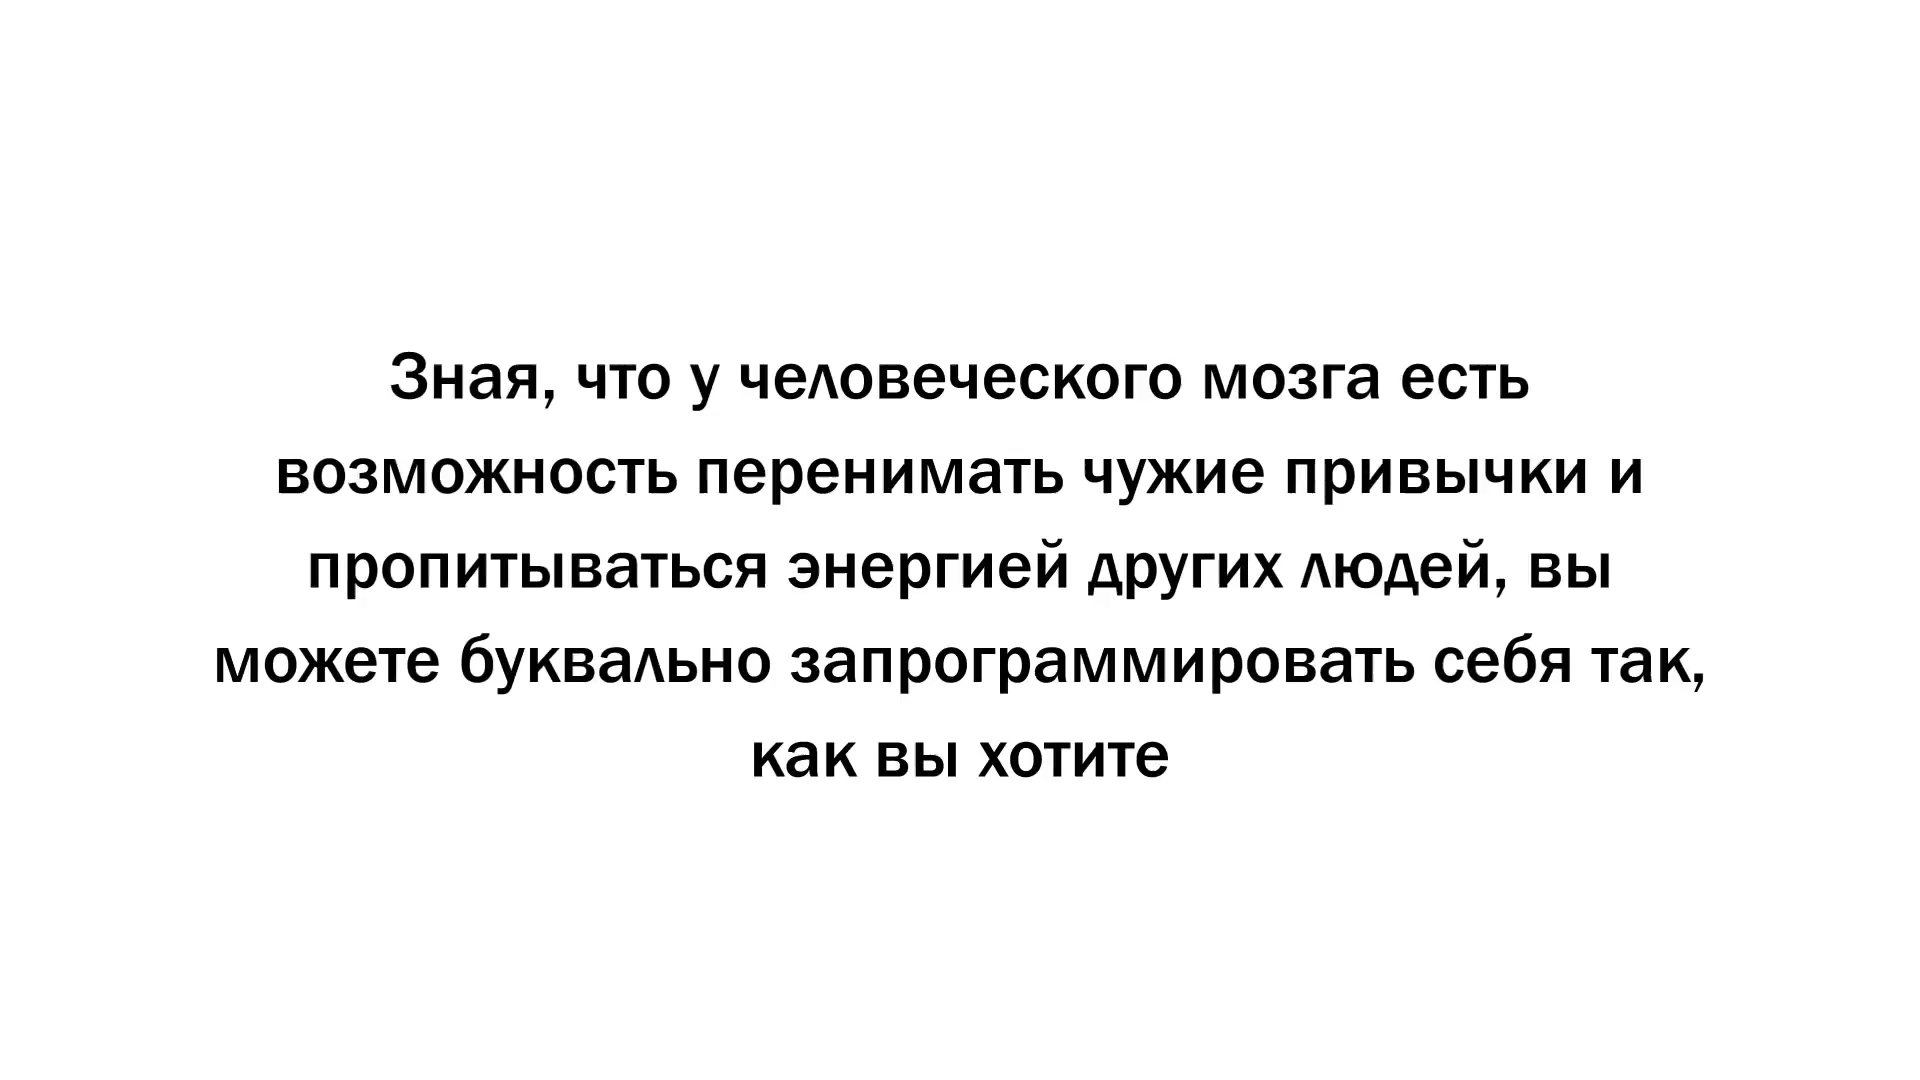 Зная, что у человеческого мозга есть
возможность перенимать чужие привычки и
пропитываться энергией других людей, вы
можете буквально запрограммировать себя так,
как вы хотите